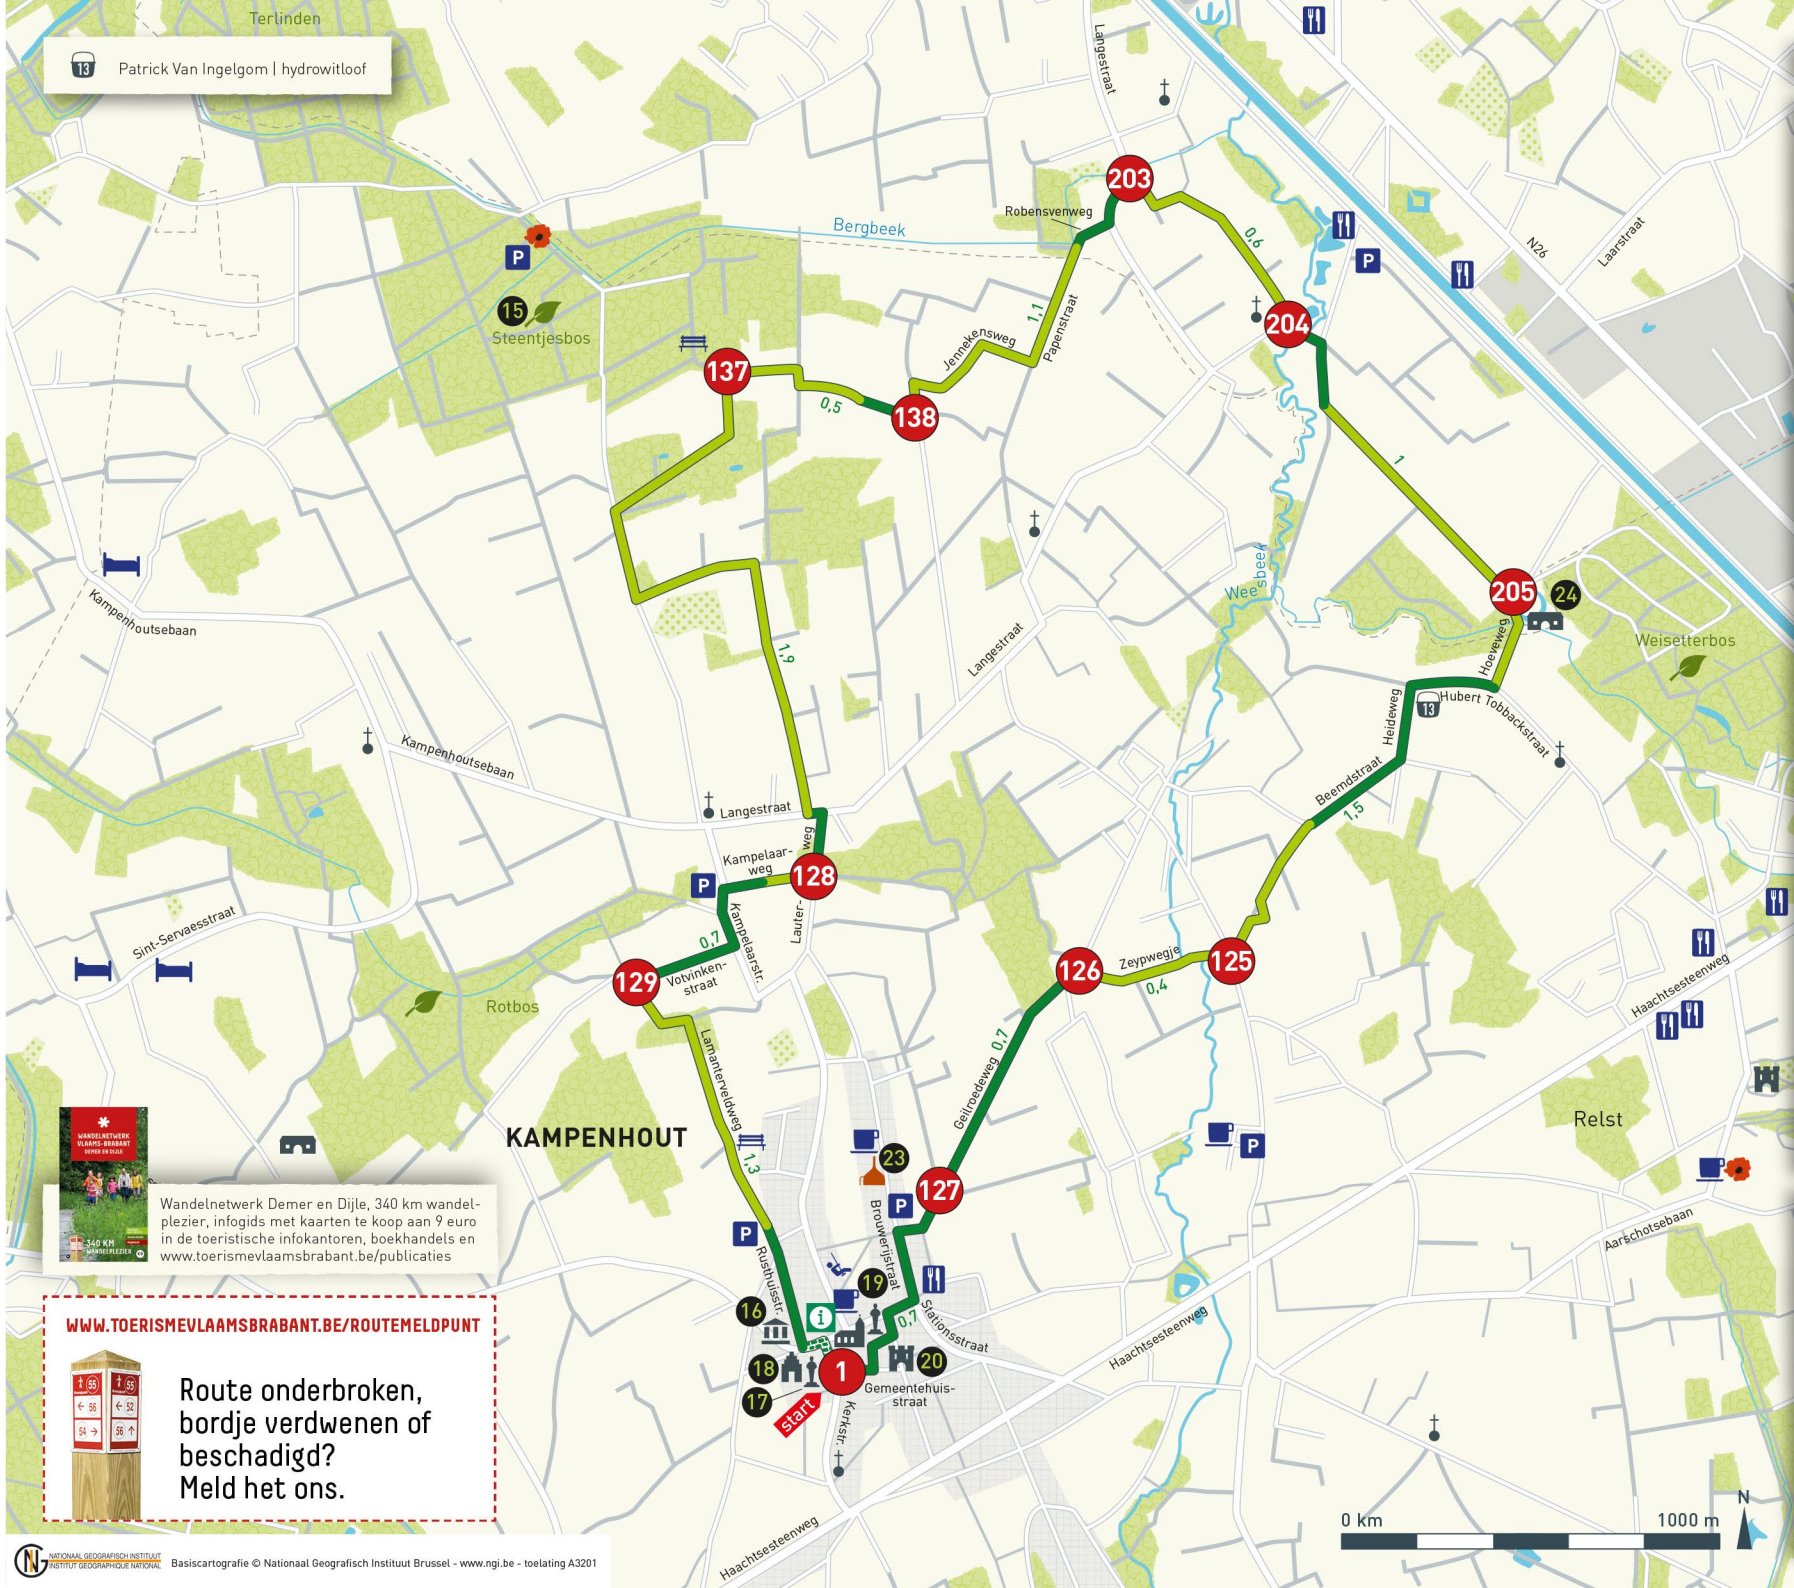 Terlinden
13 Patrick Van Ingelgom | hydrowitloof
Langestraat
203
Robensvenweg
Bergbeek
0,6
N26
Laarstraat
P
P
15
Steentjesbos
1,1
Papenstraat
Jennekensweg
204
137
0,5
138
1
Kampenhoutsebaan
Weesbeek
205
24
Hoeveweg
Weisetterbos
1,9
Langestraat
Heideweg
13
Hubert Tobbackstraat
Kampenhoutsebaan
Beemdstraat
1,5
Langestraat
Kampelaar-
weg
Lauter-
weg
128
P
Kampelaarstr.
0,7
Votvinken-
straat
129
Sint-Servaesstraat
Rotbos
126
Zeypwegje
0,4
125
Haachtsesteenweg
Lamanterveldweg
Geilroedeweg
0,7
KAMPENHOUT
1,3
23
127
P
P
P
Relst
Aarschotsebaan
Brouwerijstraat
Rusthuisstr.
19
16
i
0,7
Stationsstraat
18
1
20
17
start
Gemeentehuis-
straat
Kerkstr.
Haachtsesteenweg
Haachtsesteenweg
WANDELNETWERK
VLAAMS-BRABANT
DEMER EN DIJLE
340 KM
WANDELPLEZIER
Wandelnetwerk Demer en Dijle, 340 km wandel-
plezier, infogids met kaarten te koop aan 9 euro
in de toeristische infokantoren, boekhandels en
www.toerismevlaamsbrabant.be/publicaties
WWW.TOERISMEVLAAMSBRABANT.BE/ROUTEMELDPUNT
55
55
56
52
54
56
Route onderbroken,
bordje verdwenen of
beschadigd?
Meld het ons.
0 km
1000 m
N
NATIONAAL GEOGRAFISCH INSTITUUT
INSTITUT GEOGRAPHIQUE NATIONAL
Basiscartografie © Nationaal Geografisch Instituut Brussel - www.ngi.be - toelating A3201